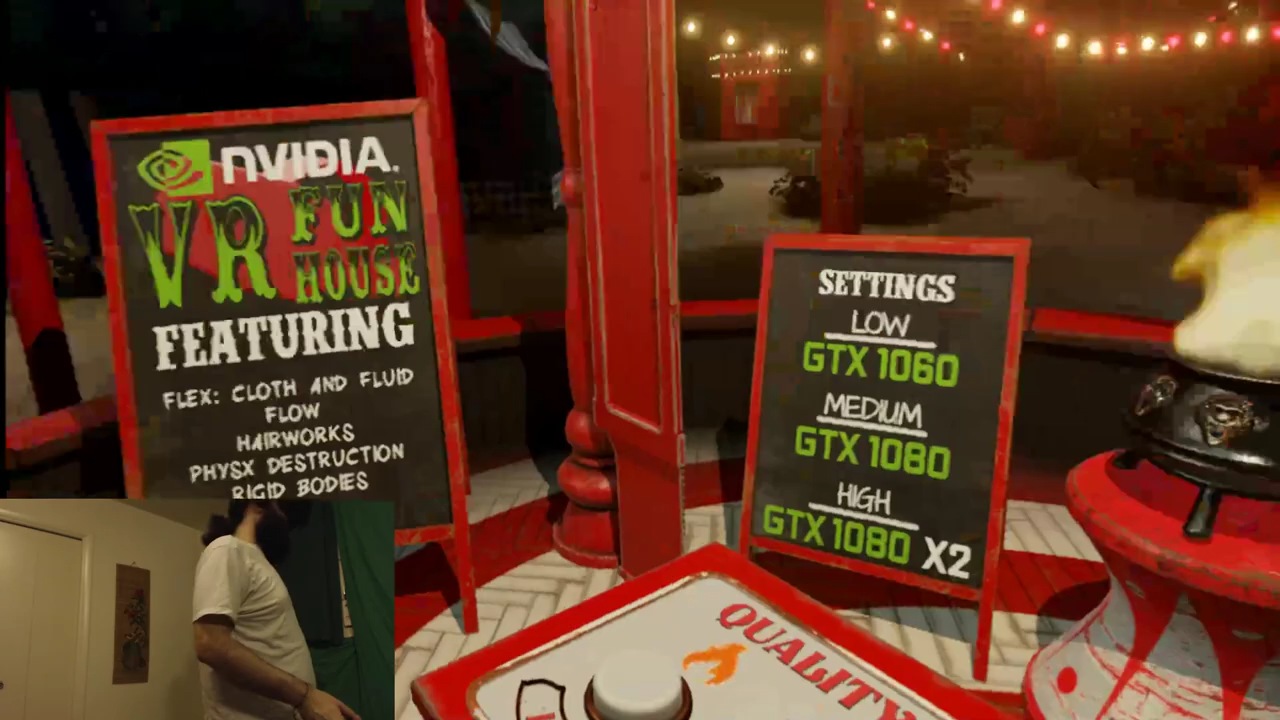 NVIDIA.
VR FUN HOUSE
FEATURING
FLEX: CLOTH AND FLUID
FLOW
HAIRWORKS
PHYSX DESTRUCTION
RIGID BODIES
SETTINGS
LOW
GTX 1060
MEDIUM
GTX 1080
HIGH
GTX 1080 X2
QUALITY